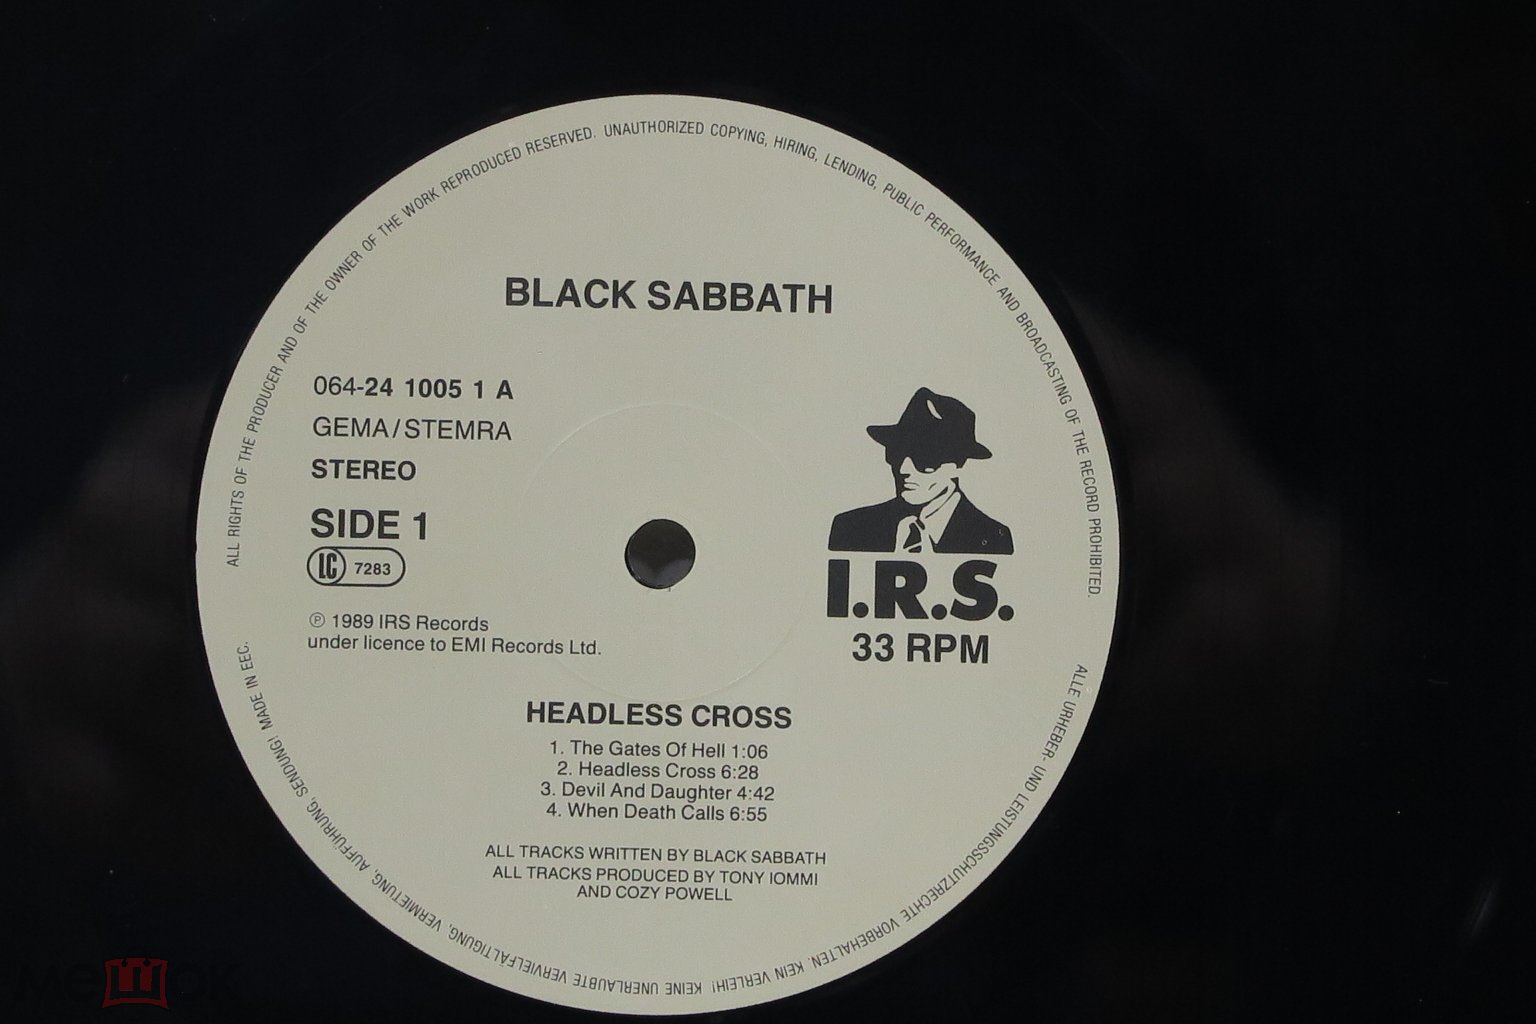 ALL RIGHTS OF THE PRODUCER AND OF THE OWNER OF THE WORK REPRODUCED RESERVED. UNAUTHORIZED COPYING, HIRING, LENDING, PUBLIC PERFORMANCE AND BROADCASTING OF THE RECORD PROHIBITED.
BLACK SABBATH
064-24 1005 1 A
GEMA/STEMRA
STEREO
SIDE 1
LC 7283
℗ 1989 IRS Records
under licence to EMI Records Ltd.
I.R.S.
33 RPM
HEADLESS CROSS
1. The Gates Of Hell 1:06
2. Headless Cross 6:28
3. Devil And Daughter 4:42
4. When Death Calls 6:55
ALL TRACKS WRITTEN BY BLACK SABBATH
ALL TRACKS PRODUCED BY TONY IOMMI
AND COZY POWELL
ALLE URHEBER- UND LEISTUNGSSCHUTZRECHTE VORBEHALTEN. KEIN VERLEIH! KEINE UNERLAUBTE VERVIELFÄLTIGUNG, VERMIETUNG, AUFFÜHRUNG, SENDUNG! MADE IN EEC.
мешок